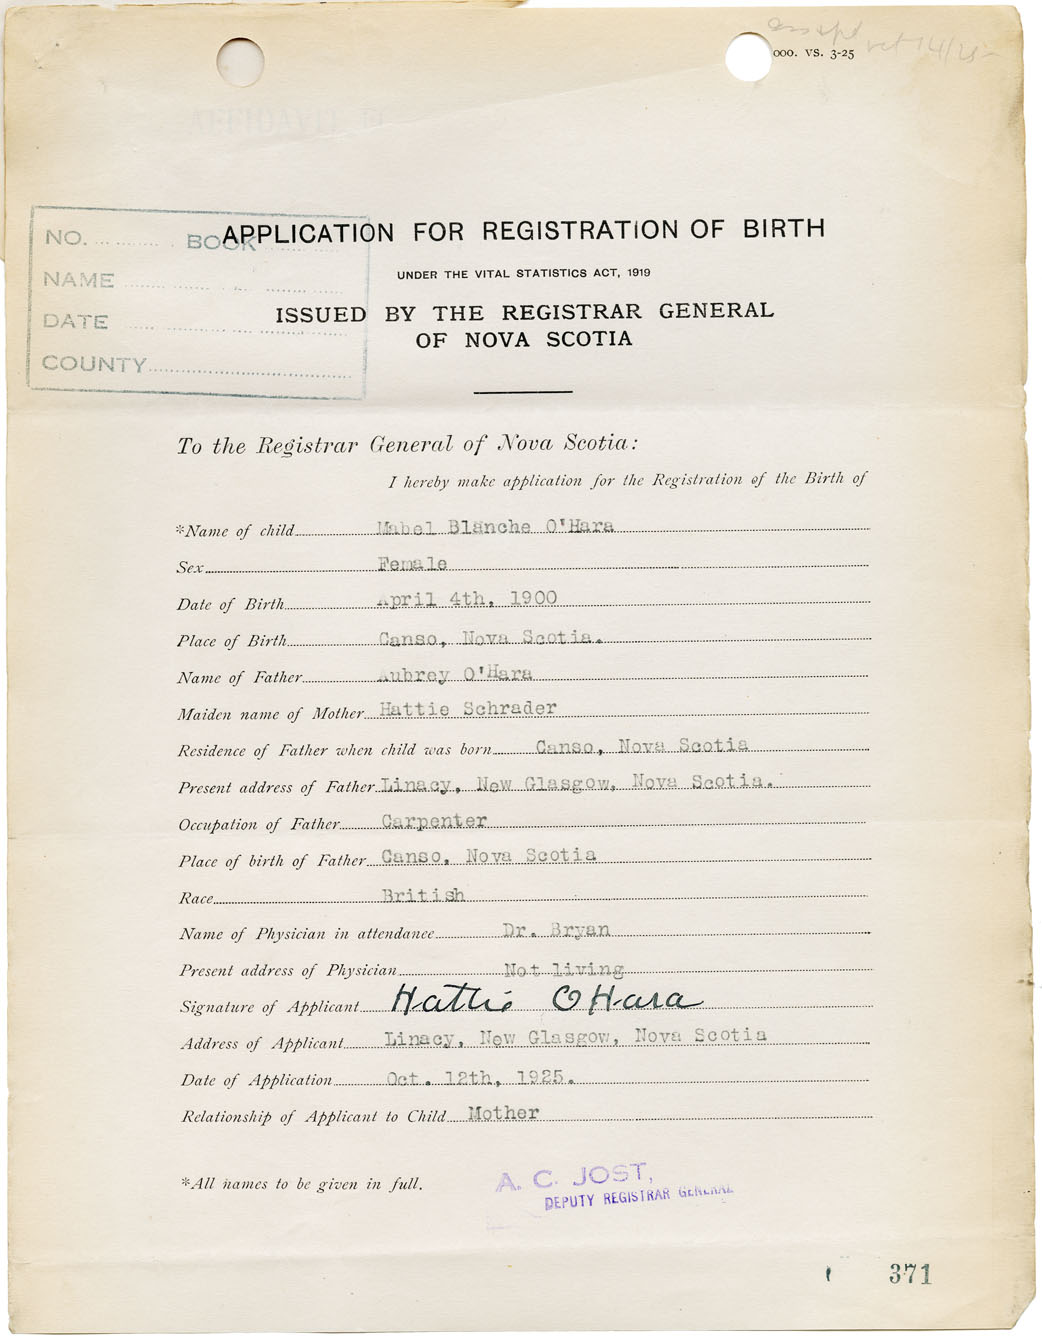 000. VS. 3-25
NO. BOOK
NAME
DATE
COUNTY
APPLICATION FOR REGISTRATION OF BIRTH
UNDER THE VITAL STATISTICS ACT, 1919
ISSUED BY THE REGISTRAR GENERAL
OF NOVA SCOTIA
To the Registrar General of Nova Scotia:
I hereby make application for the Registration of the Birth of
*Name of child Mabel Blanche O'Hara
Sex Female
Date of Birth April 4th, 1900
Place of Birth Canso, Nova Scotia.
Name of Father Aubrey O'Hara
Maiden name of Mother Hattie Schrader
Residence of Father when child was born Canso, Nova Scotia
Present address of Father Linacy, New Glasgow, Nova Scotia.
Occupation of Father Carpenter
Place of birth of Father Canso, Nova Scotia
Race British
Name of Physician in attendance Dr. Bryan
Present address of Physician Not living
Signature of Applicant Hattie O'Hara
Address of Applicant Linacy, New Glasgow, Nova Scotia
Date of Application Oct. 12th, 1925.
Relationship of Applicant to Child Mother
*All names to be given in full.
A. C. JOST,
DEPUTY REGISTRAR GENERAL
371